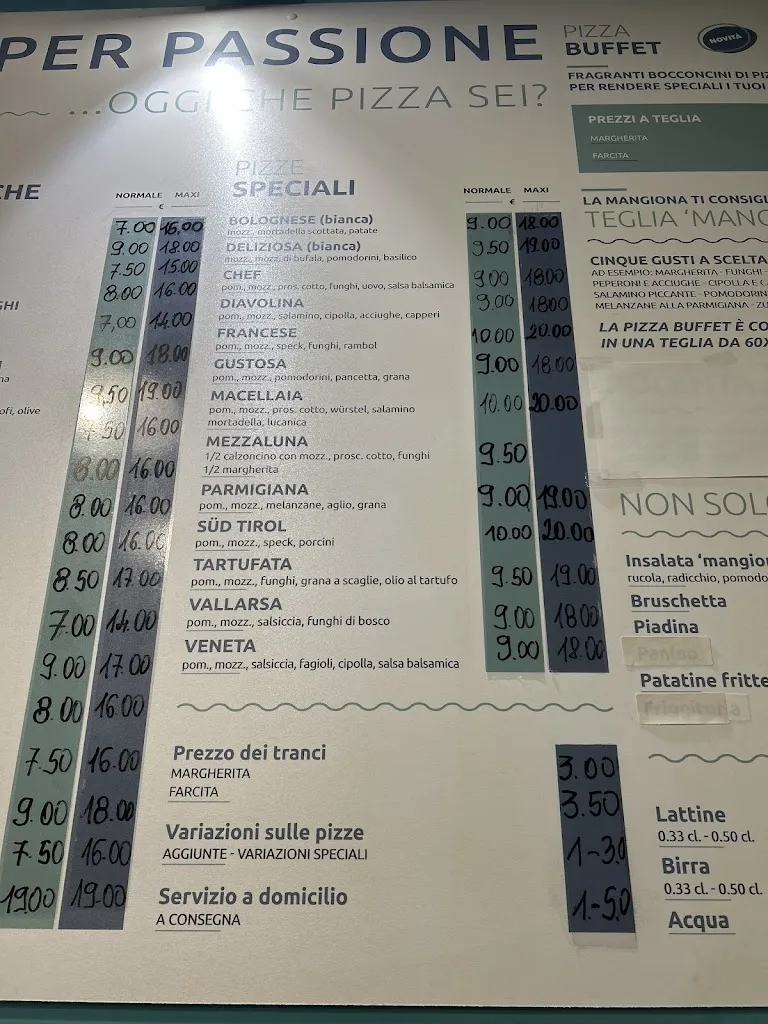 PER PASSIONE
...OGGI CHE PIZZA SEI?
CHE
NORMALE MAXI
€
7.00 16.00
9.00 18.00
7.50 15.00
8.00 16.00
7,00 14.00
9.00 18.00
9,50 19.00
7.50 16.00
8.00 16.00
8.00 16.00
8.00 16.00
8.50 17.00
7.00 14.00
9.00 17.00
8.00 16.00
7.50 16.00
9.00 18.00
7.50 16.00
19.00 19.00
GHI
na
ofi, olive
PIZZE
SPECIALI
NORMALE MAXI
€
BOLOGNESE (bianca)
mozz., mortadella scottata, patate
9.00 18.00
DELIZIOSA (bianca)
mozz., mozz. di bufala, pomodorini, basilico
9.50 19.00
CHEF
pom., mozz., pros. cotto, funghi, uovo, salsa balsamica
9.00 18.00
DIAVOLINA
pom., mozz., salamino, cipolla, acciughe, capperi
9.00 1800
FRANCESE
pom., mozz., speck, funghi, rambol
10.00 20.00
GUSTOSA
pom., mozz., pomodorini, pancetta, grana
9.00 18.00
MACELLAIA
pom., mozz., pros. cotto, würstel, salamino
mortadella, lucanica
10.00 20.00
MEZZALUNA
1/2 calzoncino con mozz., prosc. cotto, funghi
1/2 margherita
9.50
PARMIGIANA
pom., mozz., melanzane, aglio, grana
9.00 19.00
SÜD TIROL
pom., mozz., speck, porcini
10.00 20.00
TARTUFATA
pom., mozz., funghi, grana a scaglie, olio al tartufo
9.50 19.00
VALLARSA
pom., mozz., salsiccia, funghi di bosco
9.00 18.00
VENETA
pom., mozz., salsiccia, fagioli, cipolla, salsa balsamica
9.00 18.00
Prezzo dei tranci
MARGHERITA 3.00
FARCITA 3.50
Variazioni sulle pizze
AGGIUNTE - VARIAZIONI SPECIALI 1-3.0
Servizio a domicilio
A CONSEGNA 1.-5.0
PIZZA
BUFFET
NOVITÀ
FRAGRANTI BOCCONCINI DI PIZ
PER RENDERE SPECIALI I TUOI
PREZZI A TEGLIA
MARGHERITA
FARCITA
LA MANGIONA TI CONSIGL
TEGLIA ‘MANG
CINQUE GUSTI A SCELTA
AD ESEMPIO: MARGHERITA - FUNGHI -
PEPERONI E ACCIUGHE - CIPOLLA E CA
SALAMINO PICCANTE - POMODORIN
MELANZANE ALLA PARMIGIANA - ZU
LA PIZZA BUFFET È CO
IN UNA TEGLIA DA 60X
NON SOL
Insalata ‘mangion
rucola, radicchio, pomodo
Bruschetta
Piadina
Panino
Patatine fritte
Friggitoria
Lattine
0.33 cl. - 0.50 cl.
Birra
0.33 cl. - 0.50 cl.
Acqua